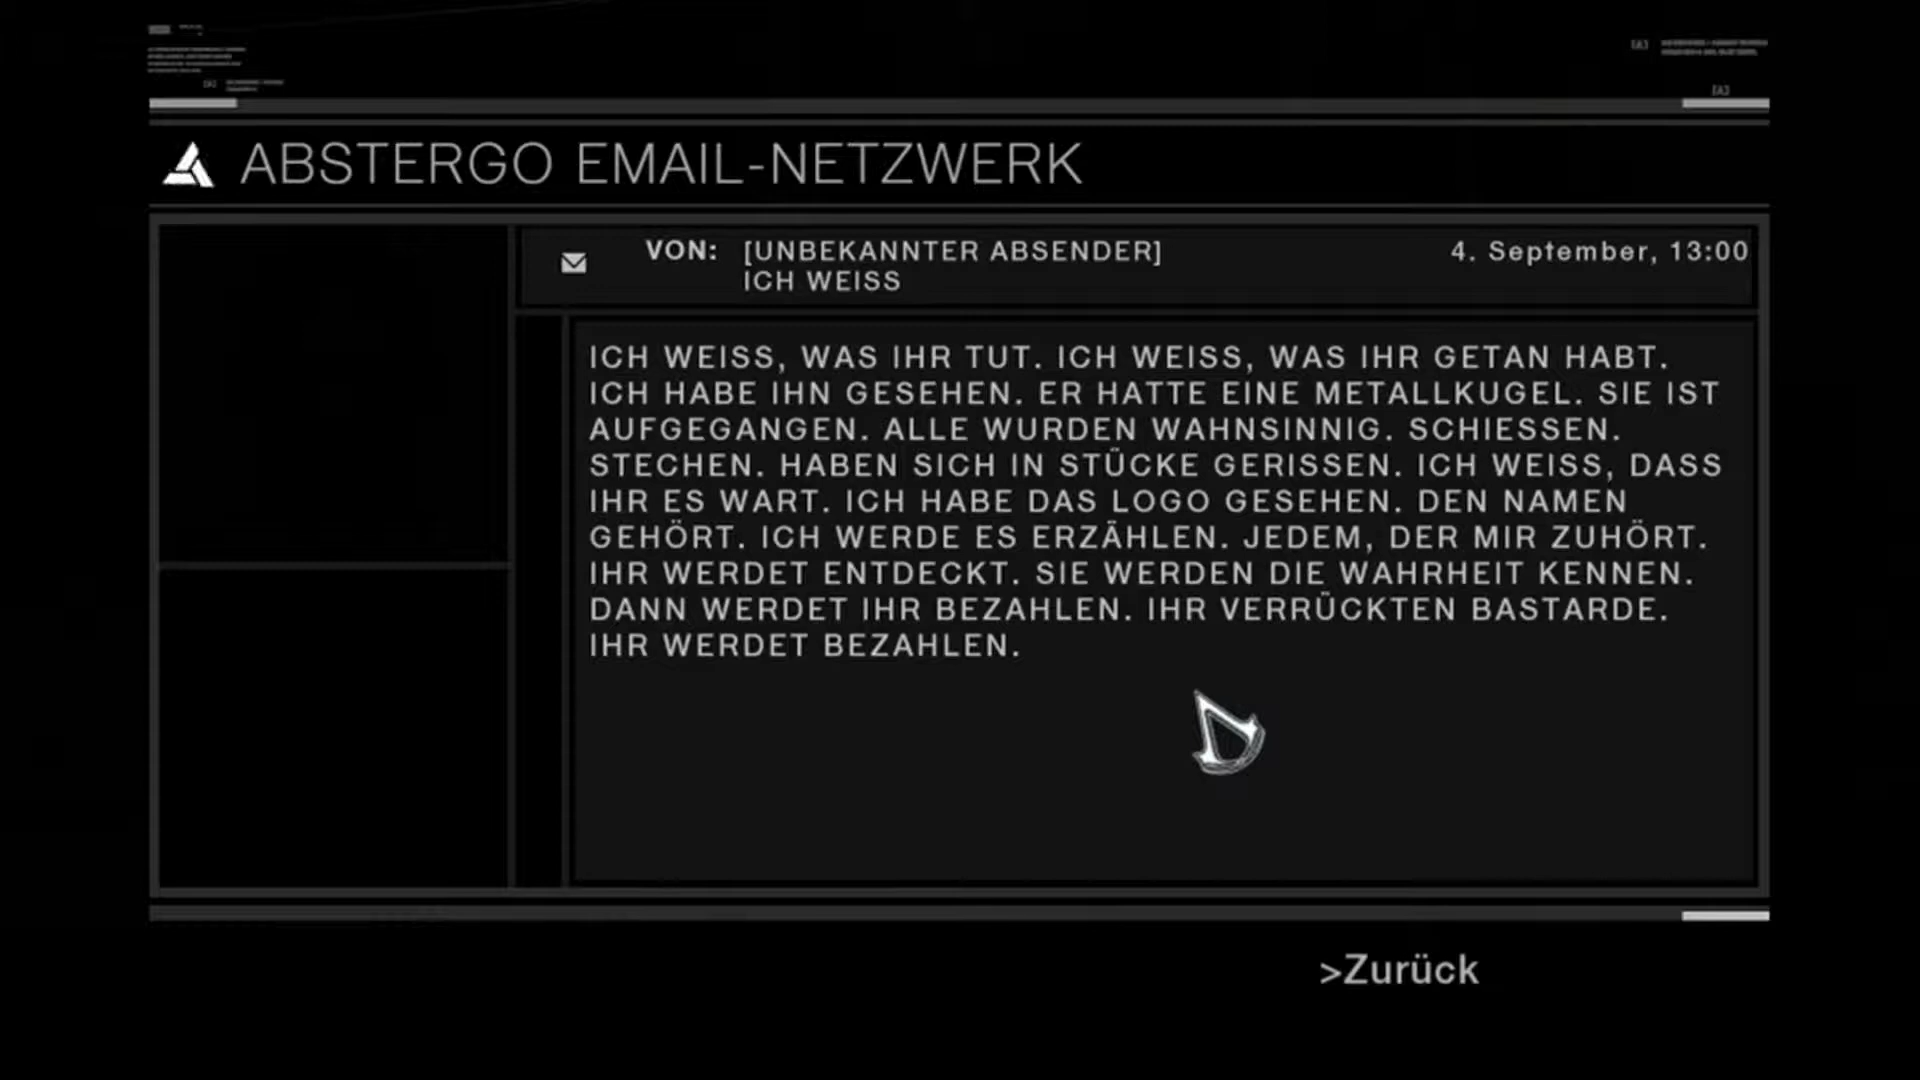 ABSTERGO EMAIL-NETZWERK
VON: [UNBEKANNTER ABSENDER] 4. September, 13:00
ICH WEISS
ICH WEISS, WAS IHR TUT. ICH WEISS, WAS IHR GETAN HABT.
ICH HABE IHN GESEHEN. ER HATTE EINE METALLKUGEL. SIE IST
AUFGEGANGEN. ALLE WURDEN WAHNSINNIG. SCHIESSEN.
STECHEN. HABEN SICH IN STÜCKE GERISSEN. ICH WEISS, DASS
IHR ES WART. ICH HABE DAS LOGO GESEHEN. DEN NAMEN
GEHÖRT. ICH WERDE ES ERZÄHLEN. JEDEM, DER MIR ZUHÖRT.
IHR WERDET ENTDECKT. SIE WERDEN DIE WAHRHEIT KENNEN.
DANN WERDET IHR BEZAHLEN. IHR VERRÜCKTEN BASTARDE.
IHR WERDET BEZAHLEN.
>Zurück